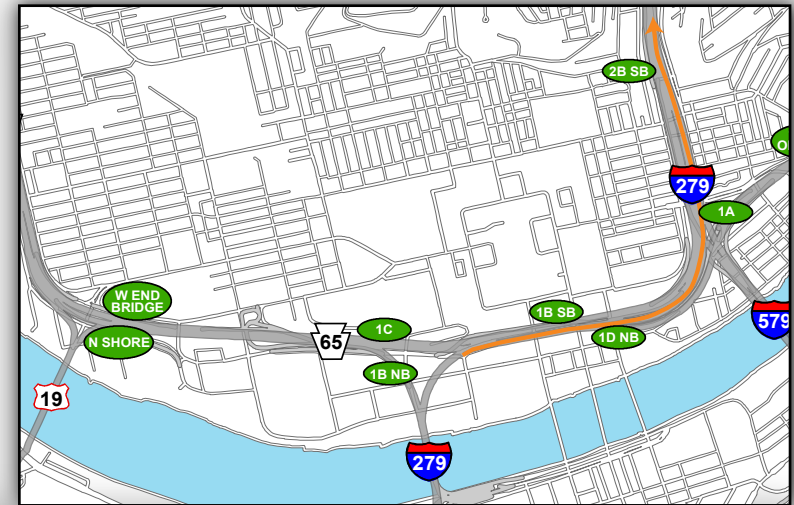 2B SB
279
1A
W END
BRIDGE
1B SB
579
1C
65
N SHORE
1D NB
1B NB
19
279